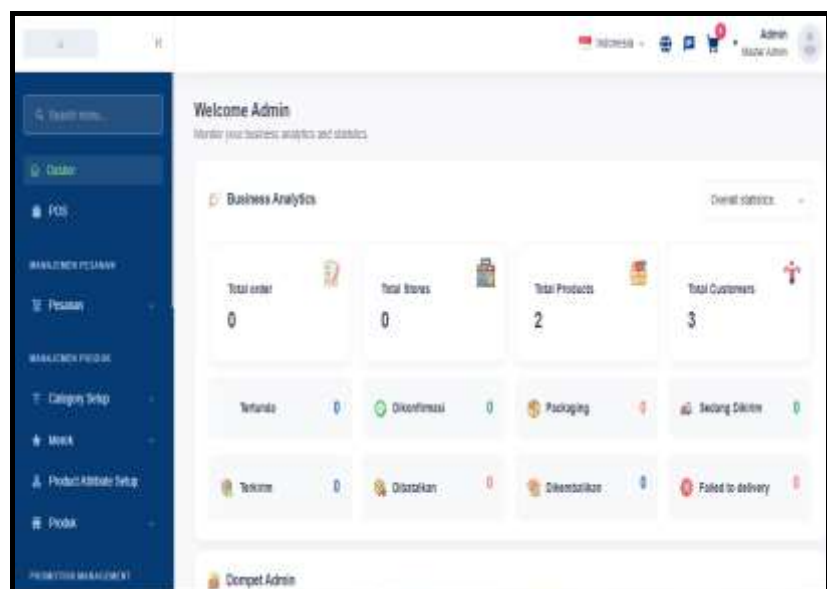 Indonesia
0
Admin
Master Admin
Search menu...
Welcome Admin
Monitor your business analytics and statistics.
Dasbor
POS
Business Analytics
Overall statistics
MANAJEMEN PESANAN
Pesanan
Total order
0
Total Stores
0
Total Products
2
Total Customers
3
MANAJEMEN PRODUK
Category Setup
Merek
Product Attribute Setup
Produk
Tertunda 0
Dikonfirmasi 0
Packaging 0
Sedang Dikirim 0
Terkirim 0
Dibatalkan 0
Dikembalikan 0
Failed to delivery 0
PROMOTION MANAGEMENT
Dompet Admin